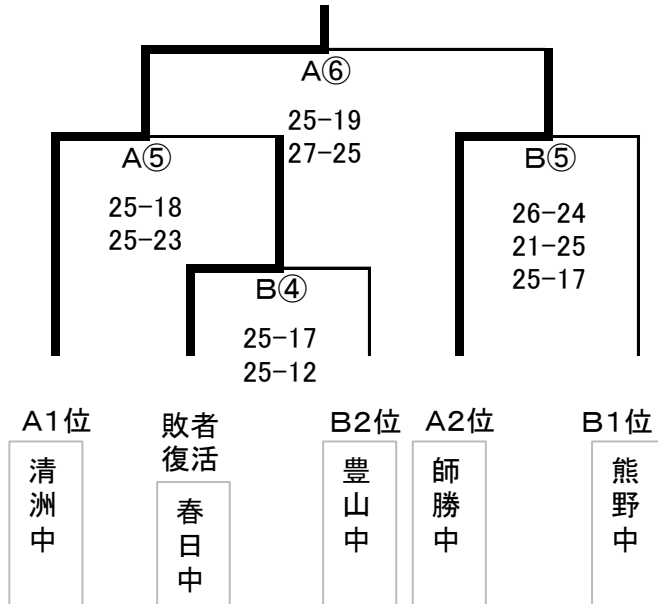 A⑥
25-19
27-25
A⑤
25-18
25-23
B⑤
26-24
21-25
25-17
B④
25-17
25-12
A1位
敗者
復活
B2位
A2位
B1位
清洲中
春日中
豊山中
師勝中
熊野中